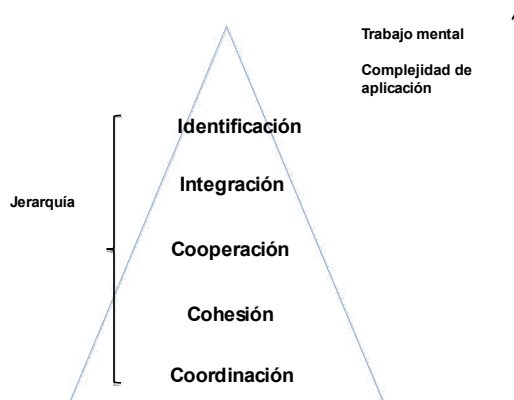 Trabajo mental
Complejidad de
aplicación
Identificación
Integración
Jerarquía
Cooperación
Cohesión
Coordinación